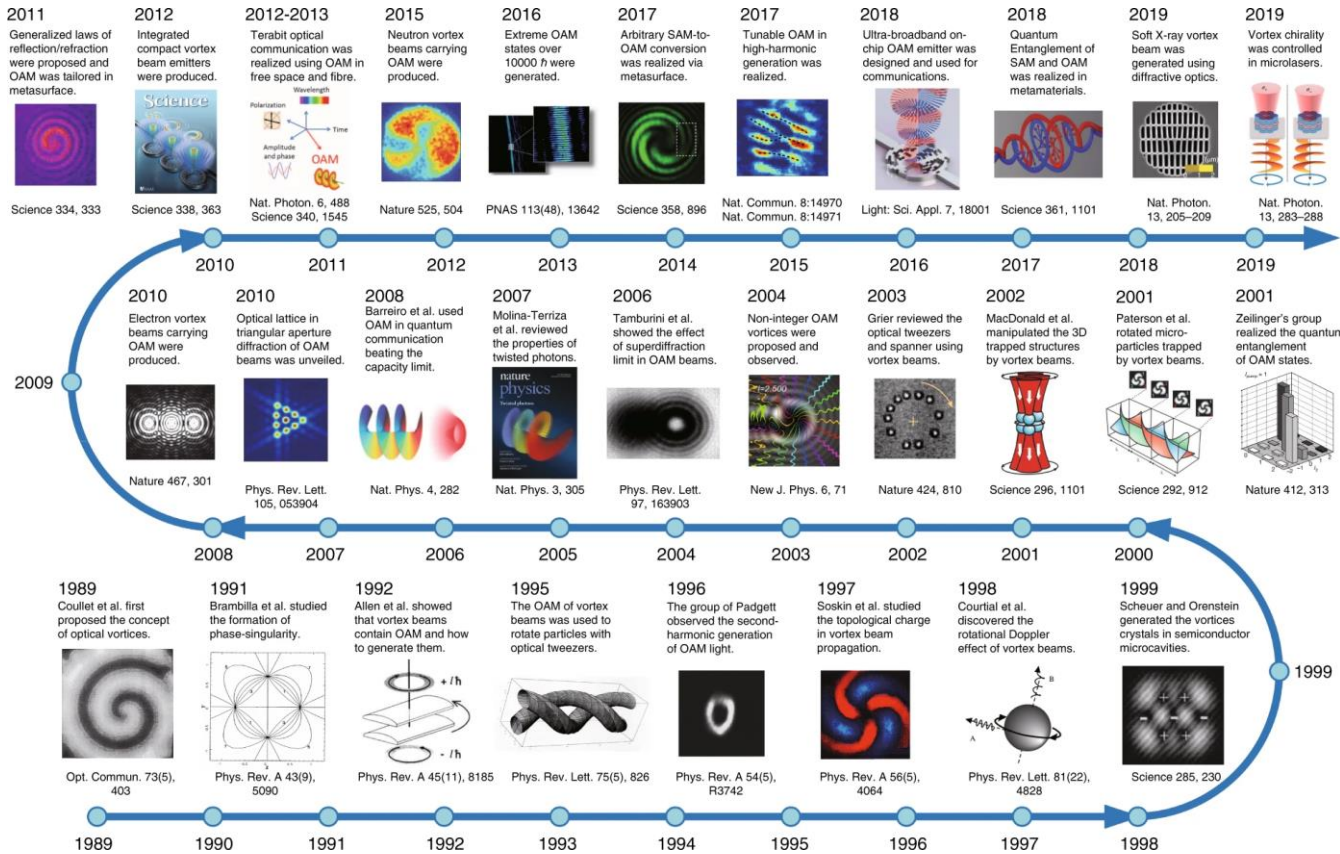 2011
Generalized laws of
reflection/refraction
were proposed and
OAM was tailored in
metasurface.
Science 334, 333
2012
Integrated
compact vortex
beam emitters
were produced.
Science
Science 338, 363
2012-2013
Terabit optical
communication was
realized using OAM in
free space and fibre.
Wavelength
Polarization
Time
Amplitude
and phase
OAM
Nat. Photon. 6, 488
Science 340, 1545
2015
Neutron vortex
beams carrying
OAM were
produced.
Nature 525, 504
2016
Extreme OAM
states over
10000 ℏ were
generated.
PNAS 113(48), 13642
2017
Arbitrary SAM-to-
OAM conversion
was realized via
metasurface.
Science 358, 896
2017
Tunable OAM in
high-harmonic
generation was
realized.
Nat. Commun. 8:14970
Nat. Commun. 8:14971
2018
Ultra-broadband on-
chip OAM emitter was
designed and used for
communications.
Light: Sci. Appl. 7, 18001
2018
Quantum
Entanglement of
SAM and OAM
was realized in
metamaterials.
Science 361, 1101
2019
Soft X-ray vortex
beam was
generated using
diffractive optics.
Nat. Photon.
13, 205–209
2019
Vortex chirality
was controlled
in microlasers.
Nat. Photon.
13, 283–288
2010
2011
2012
2013
2014
2015
2016
2017
2018
2019
2009
2010
Electron vortex
beams carrying
OAM were
produced.
Nature 467, 301
2010
Optical lattice in
triangular aperture
diffraction of OAM
beams was unveiled.
Phys. Rev. Lett.
105, 053904
2008
Barreiro et al. used
OAM in quantum
communication
beating the
capacity limit.
Nat. Phys. 4, 282
2007
Molina-Terriza
et al. reviewed
the properties of
twisted photons.
nature
physics
Twisted photons
Nat. Phys. 3, 305
2006
Tamburini et al.
showed the effect of
superdiffraction
limit in OAM beams.
Phys. Rev. Lett.
97, 163903
2004
Non-integer OAM
vortices were
proposed and
observed.
l=2.500
New J. Phys. 6, 71
2003
Grier reviewed the
optical tweezers
and spanner using
vortex beams.
Nature 424, 810
2002
MacDonald et al.
manipulated the 3D
trapped structures
by vortex beams.
Science 296, 1101
2001
Paterson et al.
rotated micro-
particles trapped
by vortex beams.
Science 292, 912
2001
Zeilinger's group
realized the quantum
entanglement
of OAM states.
Nature 412, 313
2008
2007
2006
2005
2004
2003
2002
2001
2000
1999
1989
Coullet et al. first
proposed the concept
of optical vortices.
Opt. Commun. 73(5),
403
1991
Brambilla et al. studied
the formation of
phase-singularity.
Phys. Rev. A 43(9),
5090
1992
Allen et al. showed
that vortex beams
contain OAM and how
to generate them.
+lℏ
-lℏ
Phys. Rev. A 45(11), 8185
1995
The OAM of vortex
beams was used to
rotate particles with
optical tweezers.
Phys. Rev. Lett. 75(5), 826
1996
The group of Padgett
observed the second-
harmonic generation
of OAM light.
Phys. Rev. A 54(5),
R3742
1997
Soskin et al. studied
the topological charge
in vortex beam
propagation.
Phys. Rev. A 56(5),
4064
1998
Courtial et al.
discovered the
rotational Doppler
effect of vortex beams.
B
A
Phys. Rev. Lett. 81(22),
4828
1999
Scheuer and Orenstein
generated the vortices
crystals in semiconductor
microcavities.
Science 285, 230
1989
1990
1991
1992
1993
1994
1995
1996
1997
1998